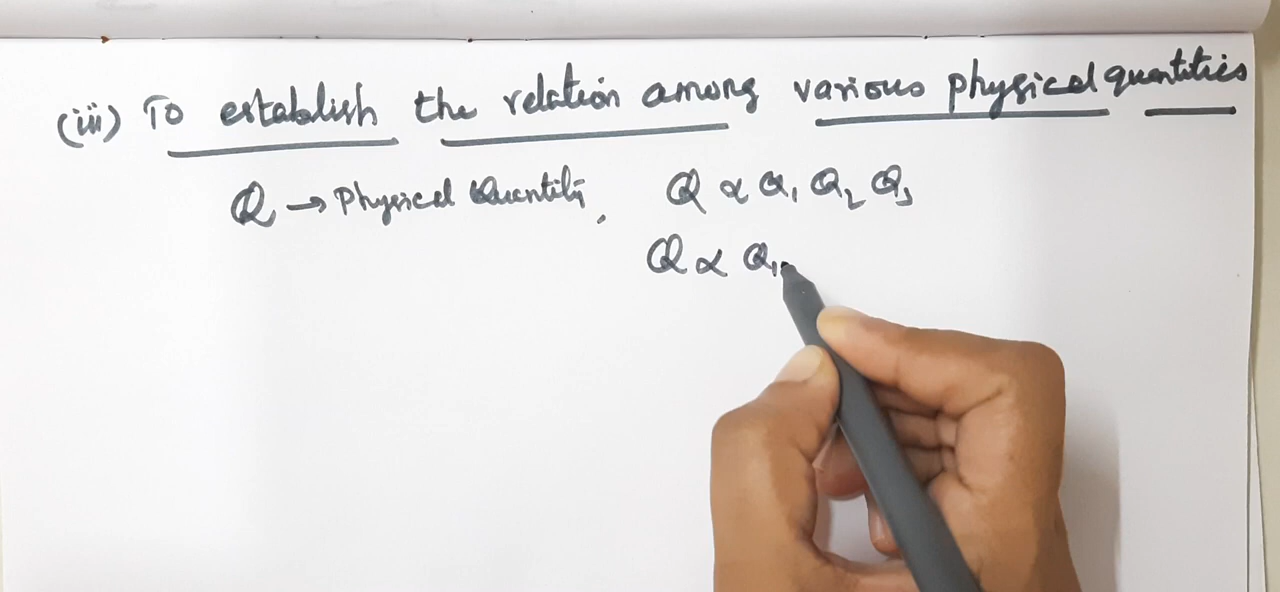 (iii) To establish the relation among various physical quantities
Q → Physical Quantity, Q ∝ Q₁ Q₂ Q₃
Q ∝ Q₁